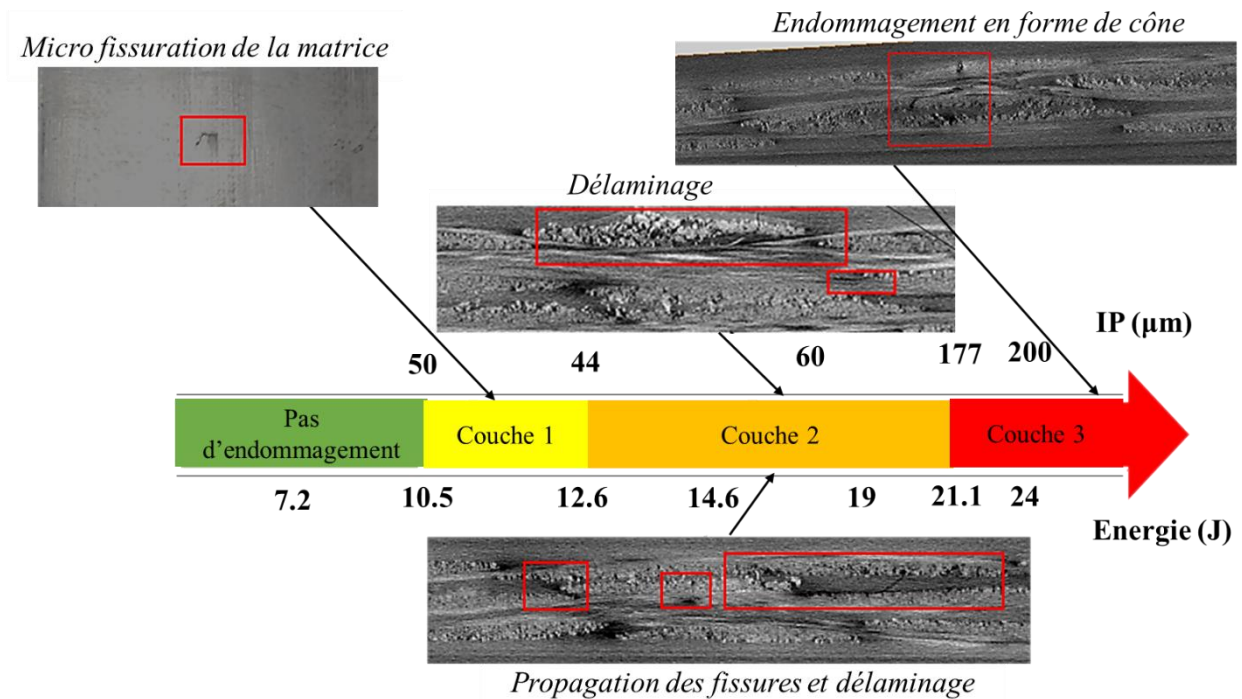 Micro fissuration de la matrice
Endommagement en forme de cône
Délaminage
IP (µm)
50
44
60
177
200
Pas
d’endommagement
Couche 1
Couche 2
Couche 3
7.2
10.5
12.6
14.6
19
21.1
24
Energie (J)
Propagation des fissures et délaminage